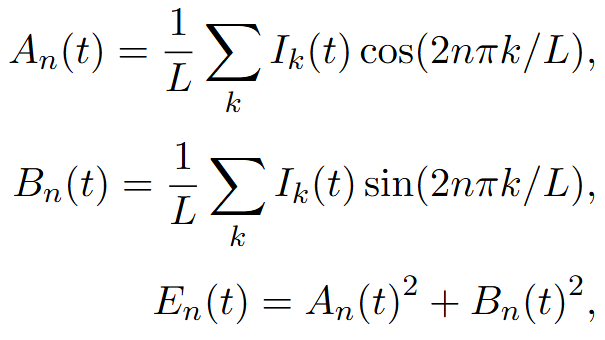 A_n(t) = \frac{1}{L} \sum_k I_k(t) \cos(2n\pi k/L),
B_n(t) = \frac{1}{L} \sum_k I_k(t) \sin(2n\pi k/L),
E_n(t) = A_n(t)^2 + B_n(t)^2,